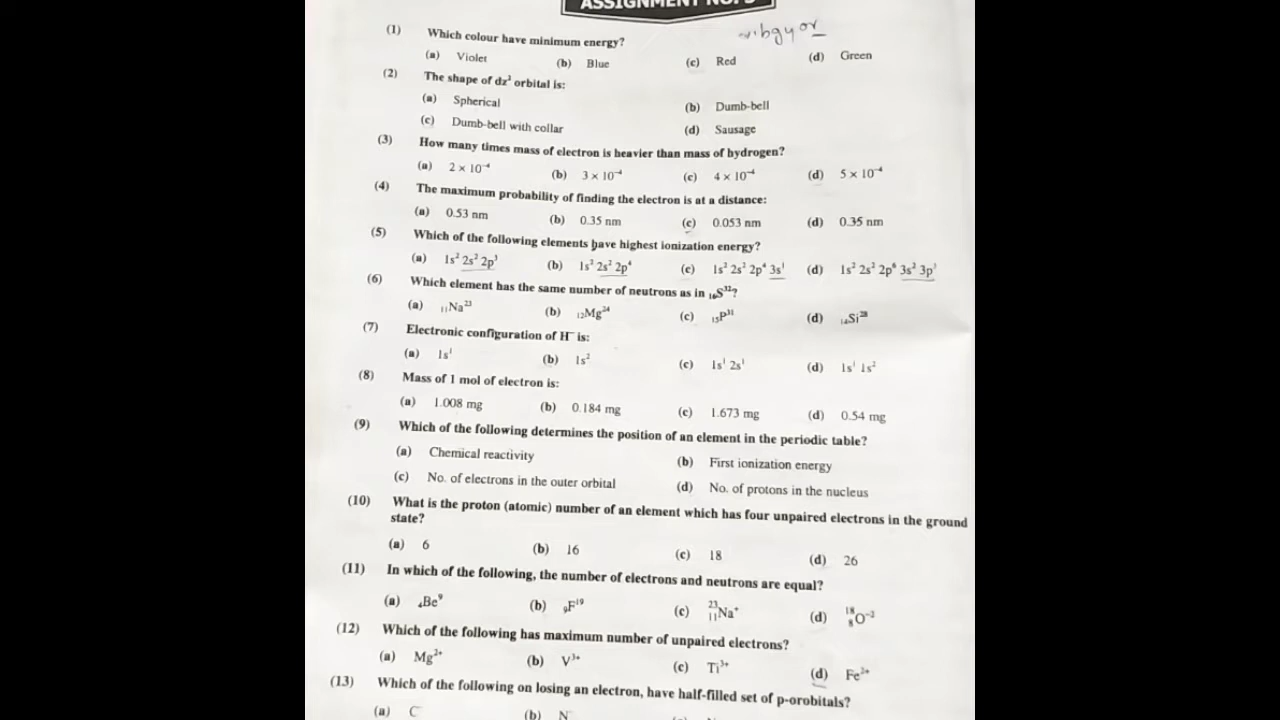 ASSIGNMENT NO. 5
vibgyor
(1) Which colour have minimum energy?
(a) Violet (b) Blue (c) Red (d) Green
(2) The shape of dz² orbital is:
(a) Spherical (b) Dumb-bell
(c) Dumb-bell with collar (d) Sausage
(3) How many times mass of electron is heavier than mass of hydrogen?
(a) 2 × 10⁻⁴ (b) 3 × 10⁻⁴ (c) 4 × 10⁻⁴ (d) 5 × 10⁻⁴
(4) The maximum probability of finding the electron is at a distance:
(a) 0.53 nm (b) 0.35 nm (c) 0.053 nm (d) 0.35 nm
(5) Which of the following elements have highest ionization energy?
(a) 1s² 2s² 2p³ (b) 1s² 2s² 2p⁴ (c) 1s² 2s² 2p⁶ 3s¹ (d) 1s² 2s² 2p⁶ 3s² 3p³
(6) Which element has the same number of neutrons as in ₁₆S³²?
(a) ₁₁Na²³ (b) ₁₂Mg²⁴ (c) ₁₅P³¹ (d) ₁₄Si²⁸
(7) Electronic configuration of H⁻ is:
(a) 1s¹ (b) 1s² (c) 1s¹ 2s¹ (d) 1s¹ 1s²
(8) Mass of 1 mol of electron is:
(a) 1.008 mg (b) 0.184 mg (c) 1.673 mg (d) 0.54 mg
(9) Which of the following determines the position of an element in the periodic table?
(a) Chemical reactivity (b) First ionization energy
(c) No. of electrons in the outer orbital (d) No. of protons in the nucleus
(10) What is the proton (atomic) number of an element which has four unpaired electrons in the ground
state?
(a) 6 (b) 16 (c) 18 (d) 26
(11) In which of the following, the number of electrons and neutrons are equal?
(a) ₄Be⁹ (b) ₉F¹⁹ (c) ²³₁₁Na⁺ (d) ¹⁸₈O⁻²
(12) Which of the following has maximum number of unpaired electrons?
(a) Mg²⁺ (b) V³⁺ (c) Ti³⁺ (d) Fe²⁺
(13) Which of the following on losing an electron, have half-filled set of p-orobitals?
(a) C (b) N